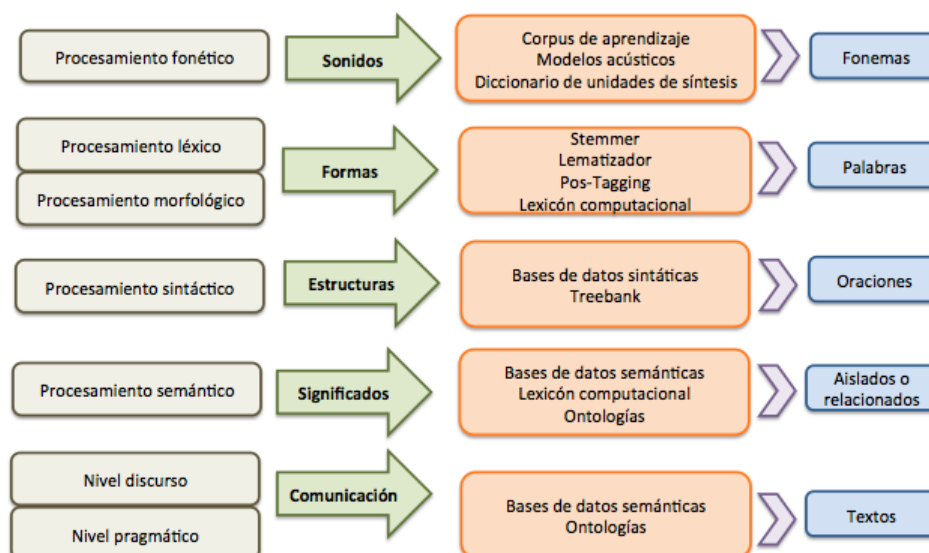 Procesamiento fonético
Sonidos
Corpus de aprendizaje
Modelos acústicos
Diccionario de unidades de síntesis
Fonemas
Procesamiento léxico
Procesamiento morfológico
Formas
Stemmer
Lematizador
Pos-Tagging
Lexicón computacional
Palabras
Procesamiento sintáctico
Estructuras
Bases de datos sintáticas
Treebank
Oraciones
Procesamiento semántico
Significados
Bases de datos semánticas
Lexicón computacional
Ontologías
Aislados o
relacionados
Nivel discurso
Nivel pragmático
Comunicación
Bases de datos semánticas
Ontologías
Textos